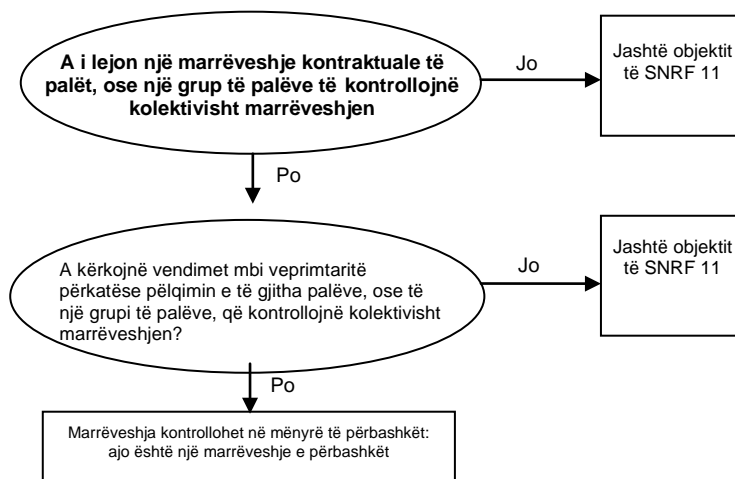 A i lejon një marrëveshje kontraktuale të
palët, ose një grup të palëve të kontrollojnë
kolektivisht marrëveshjen
Jo
Jashtë objektit
të SNRF 11
Po
A kërkojnë vendimet mbi veprimtaritë
përkatëse pëlqimin e të gjitha palëve, ose të
një grupi të palëve, që kontrollojnë kolektivisht
marrëveshjen?
Jo
Jashtë objektit
të SNRF 11
Po
Marrëveshja kontrollohet në mënyrë të përbashkët:
ajo është një marrëveshje e përbashkët